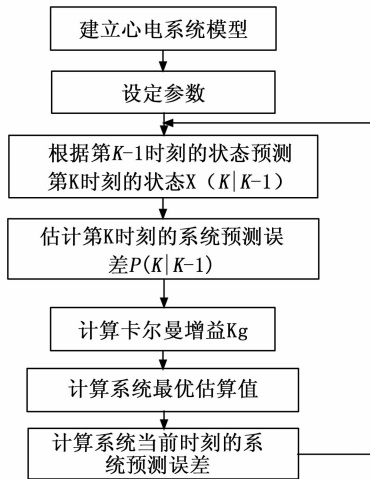 建立心电系统模型
设定参数
根据第K-1时刻的状态预测
第K时刻的状态X（K|K-1）
估计第K时刻的系统预测误
差P(K|K-1)
计算卡尔曼增益Kg
计算系统最优估算值
计算系统当前时刻的系
统预测误差